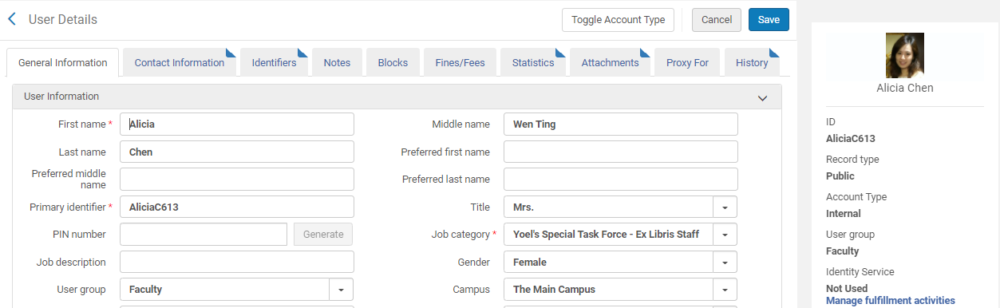 User Details
Toggle Account Type
Cancel
Save
General Information
Contact Information
Identifiers
Notes
Blocks
Fines/Fees
Statistics
Attachments
Proxy For
History
User Information
First name * Alicia
Middle name Wen Ting
Last name Chen
Preferred first name
Preferred middle
name
Preferred last name
Primary identifier * AliciaC613
Title Mrs.
PIN number Generate
Job category * Yoel's Special Task Force - Ex Libris Staff
Job description
Gender Female
User group Faculty
Campus The Main Campus
Alicia Chen
ID
AliciaC613
Record type
Public
Account Type
Internal
User group
Faculty
Identity Service
Not Used
Manage fulfillment activities